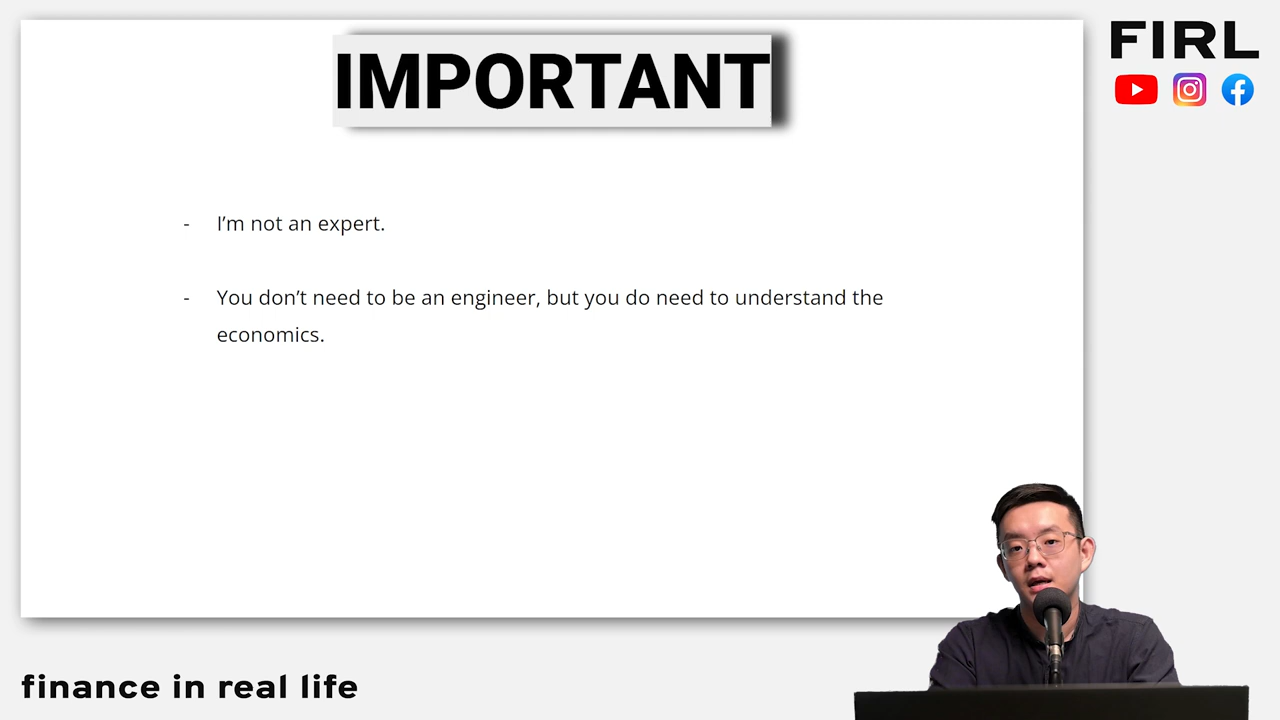 IMPORTANT
FIRL
- I’m not an expert.
- You don’t need to be an engineer, but you do need to understand the
economics.
finance in real life